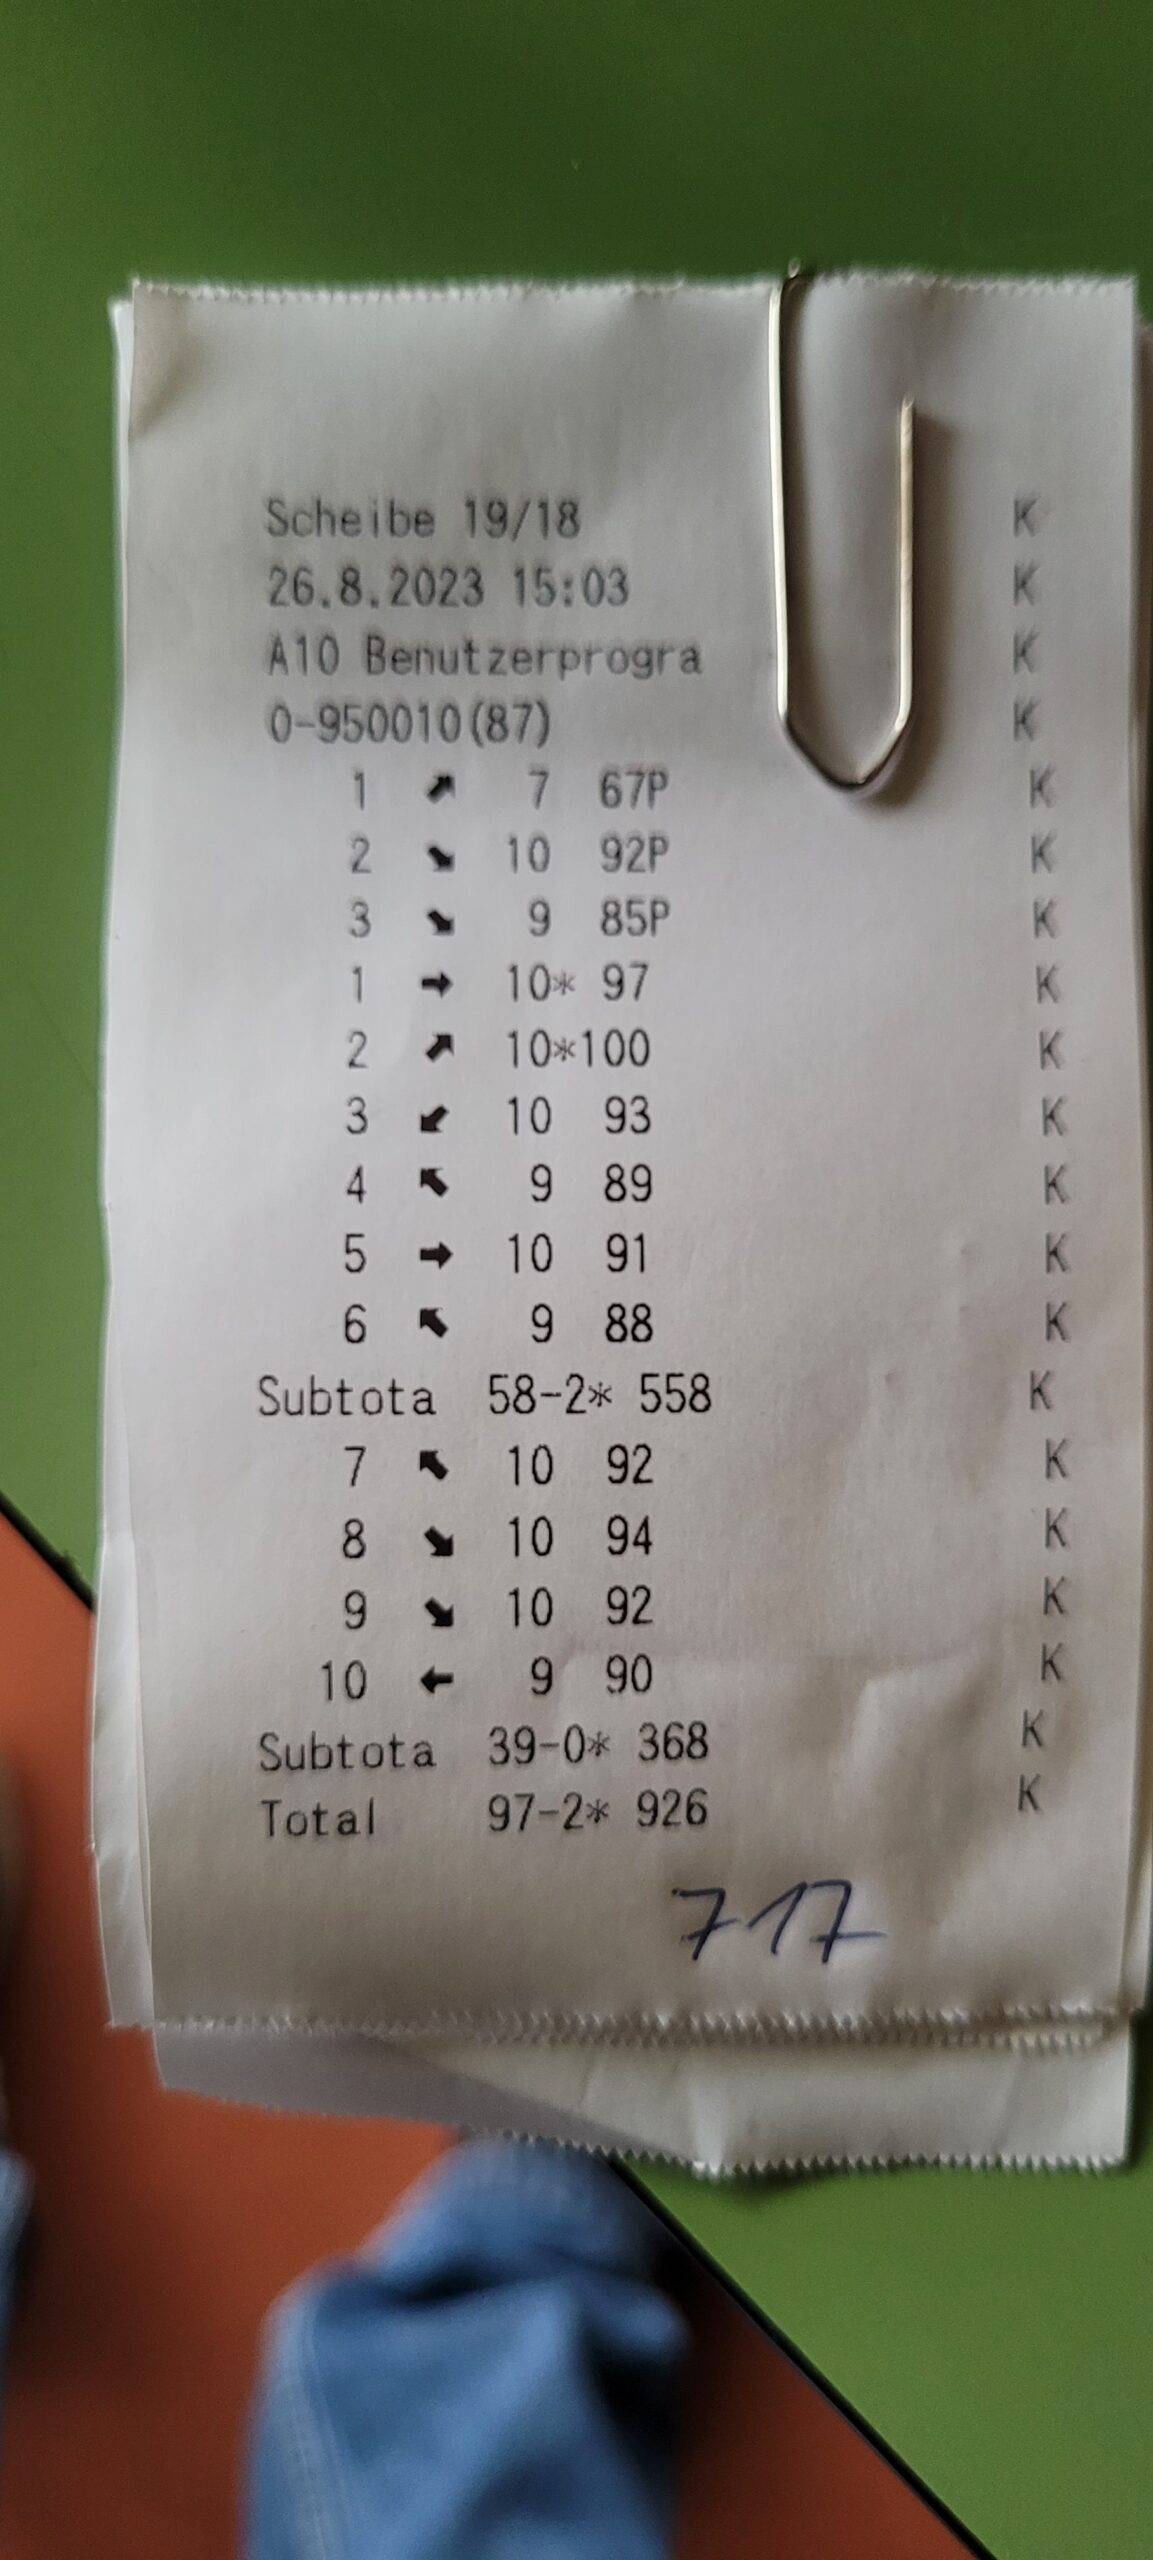 Scheibe 19/18 K
26.8.2023 15:03 K
A10 Benutzerprogra K
0-950010(87) K
1 ↗ 7 67P K
2 ↘ 10 92P K
3 ↘ 9 85P K
1 → 10* 97 K
2 ↗ 10*100 K
3 ↙ 10 93 K
4 ↖ 9 89 K
5 → 10 91 K
6 ↖ 9 88 K
Subtota 58-2* 558 K
7 ↖ 10 92 K
8 ↘ 10 94 K
9 ↘ 10 92 K
10 ← 9 90 K
Subtota 39-0* 368 K
Total 97-2* 926 K
717